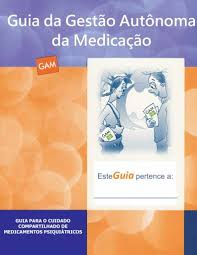 Guia da Gestão Autônoma
da Medicação
GAM
Este Guia pertence a:
GUIA PARA O CUIDADO
COMPARTILHADO DE
MEDICAMENTOS PSIQUIÁTRICOS